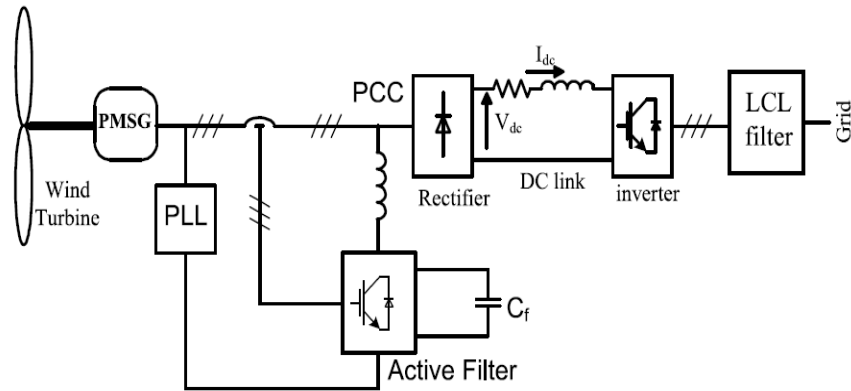 PMSG
Wind
Turbine
PLL
PCC
Rectifier
V_dc
I_dc
DC link
inverter
LCL
filter
Grid
Active Filter
C_f